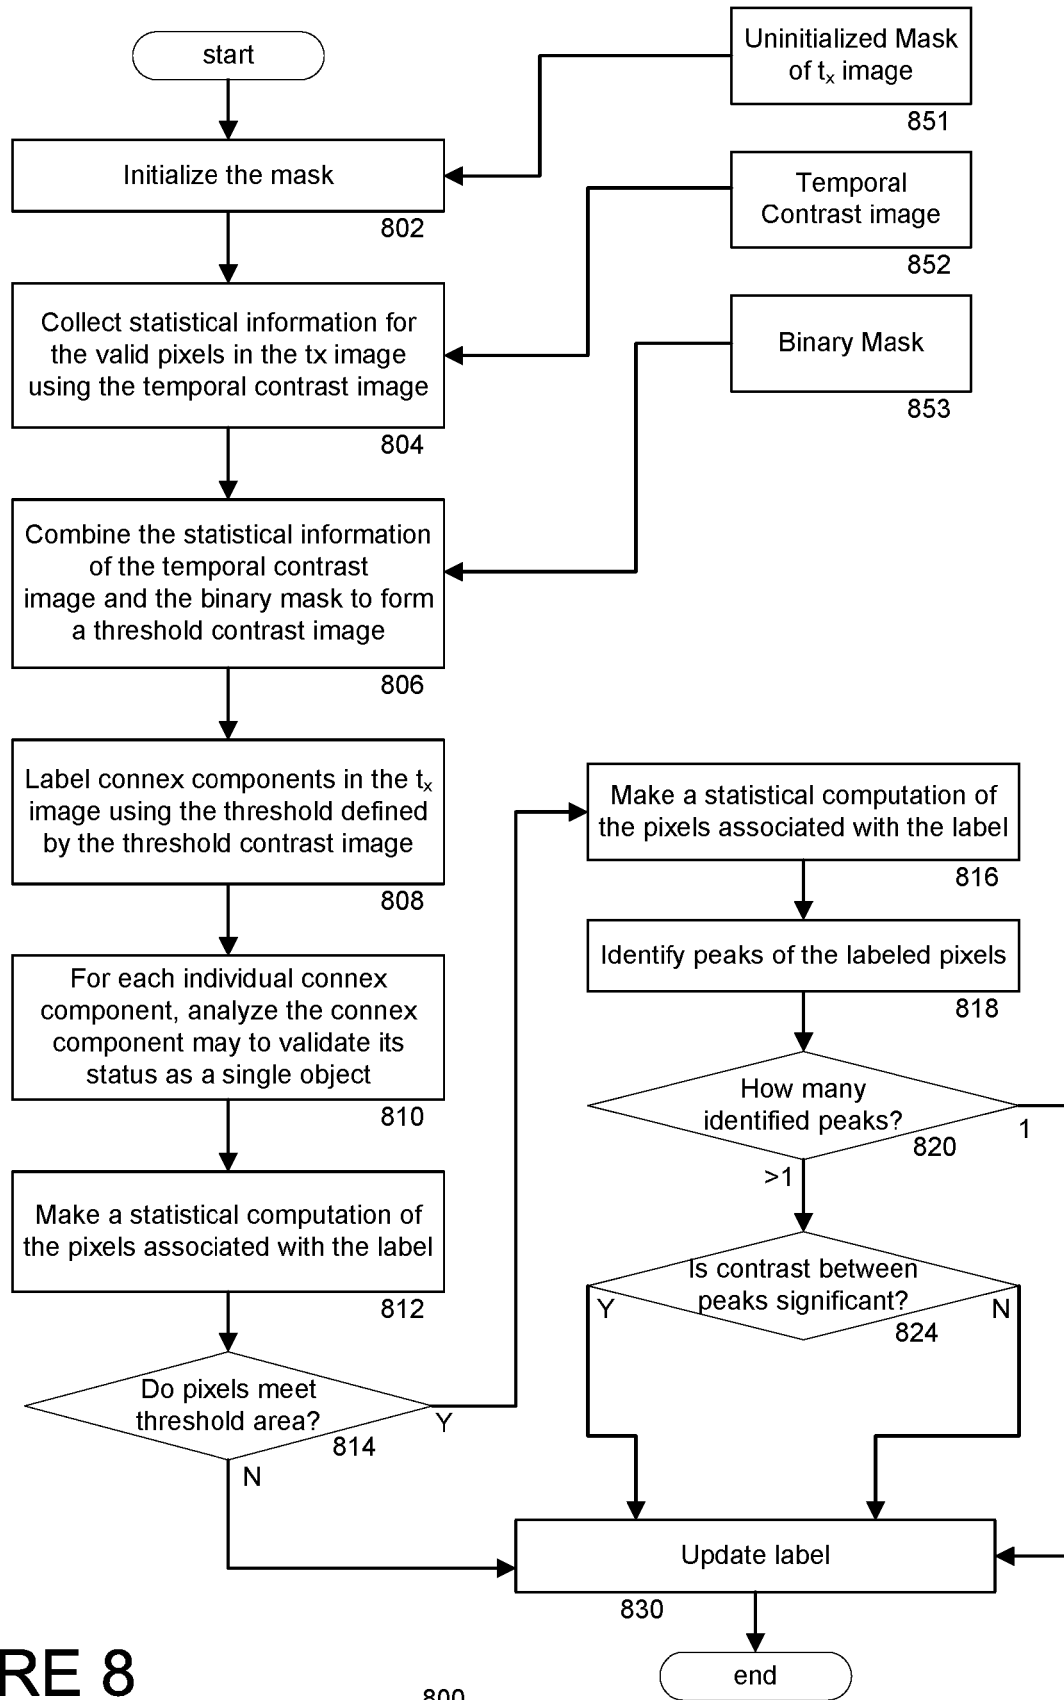 start
Initialize the mask
802
Collect statistical information for
the valid pixels in the tx image
using the temporal contrast image
804
Combine the statistical information
of the temporal contrast
image and the binary mask to form
a threshold contrast image
806
Label connex components in the tx
image using the threshold defined
by the threshold contrast image
808
For each individual connex
component, analyze the connex
component may to validate its
status as a single object
810
Make a statistical computation of
the pixels associated with the label
812
Do pixels meet
threshold area?
814
Y
N
Uninitialized Mask
of tx image
851
Temporal
Contrast image
852
Binary Mask
853
Make a statistical computation of
the pixels associated with the label
816
Identify peaks of the labeled pixels
818
How many
identified peaks?
820
1
>1
Is contrast between
peaks significant?
824
Y
N
Update label
830
end
RE 8
800